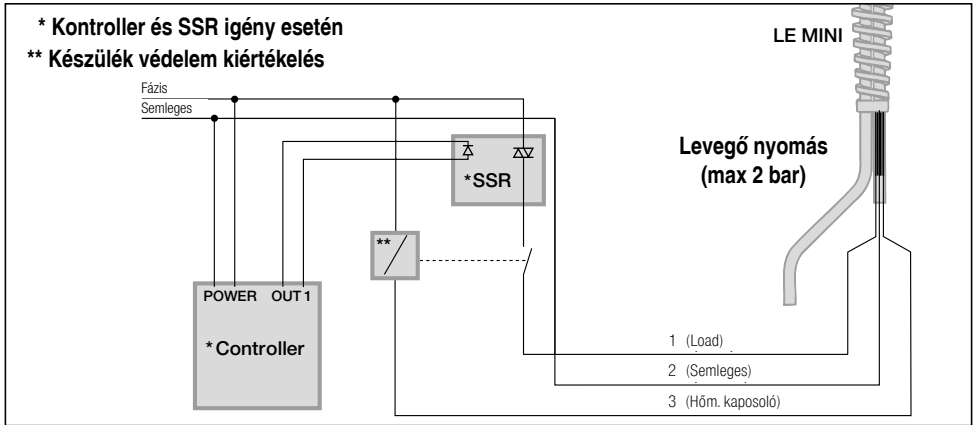 * Kontroller és SSR igény esetén
** Készülék védelem kiértékelés
LE MINI
Fázis
Semleges
Levegő nyomás
(max 2 bar)
*SSR
**
POWER OUT 1
*Controller
1 (Load)
2 (Semleges)
3 (Hőm. kaposoló)